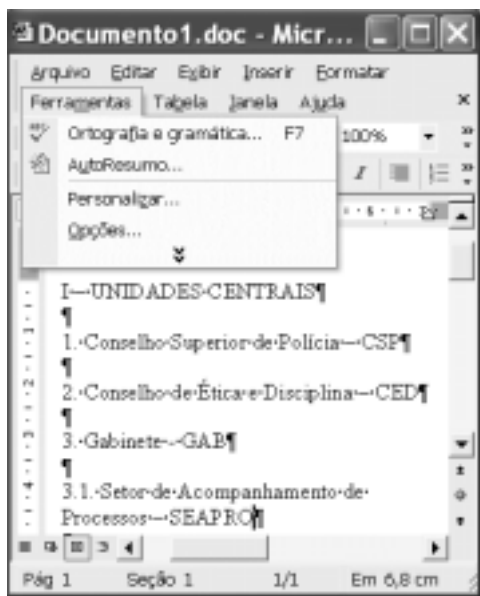 Documento1.doc - Micr...
Arquivo Editar Exibir Inserir Formatar
Ferramentas Tabela Janela Ajuda
Ortografia e gramática... F7
100%
AutoResumo...
I
Personalizar...
Opções...
I–·UNIDADES·CENTRAIS¶
¶
1.·Conselho·Superior·de·Polícia·–·CSP¶
¶
2.·Conselho·de·Ética·e·Disciplina·–·CED¶
¶
3.·Gabinete·-·GAB¶
¶
3.1.·Setor·de·Acompanhamento·de·
Processos·–·SEAPRO¶
Pág 1 Seção 1 1/1 Em 6,8 cm